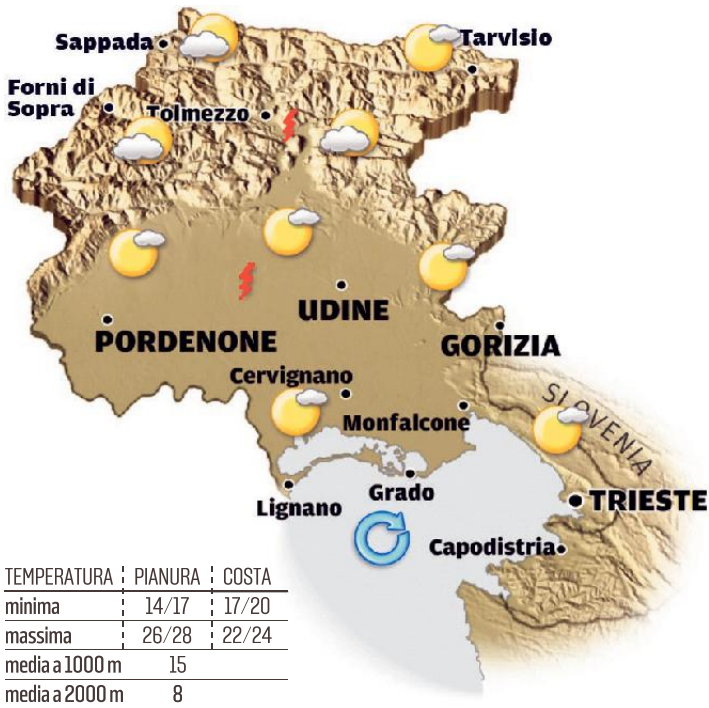 Sappada
Tarvisio
Forni di
Sopra
Tolmezzo
UDINE
PORDENONE
GORIZIA
Cervignano
Monfalcone
SLOVENIA
Lignano
Grado
TRIESTE
Capodistria
TEMPERATURA PIANURA COSTA
minima 14/17 17/20
massima 26/28 22/24
media a 1000 m 15
media a 2000 m 8